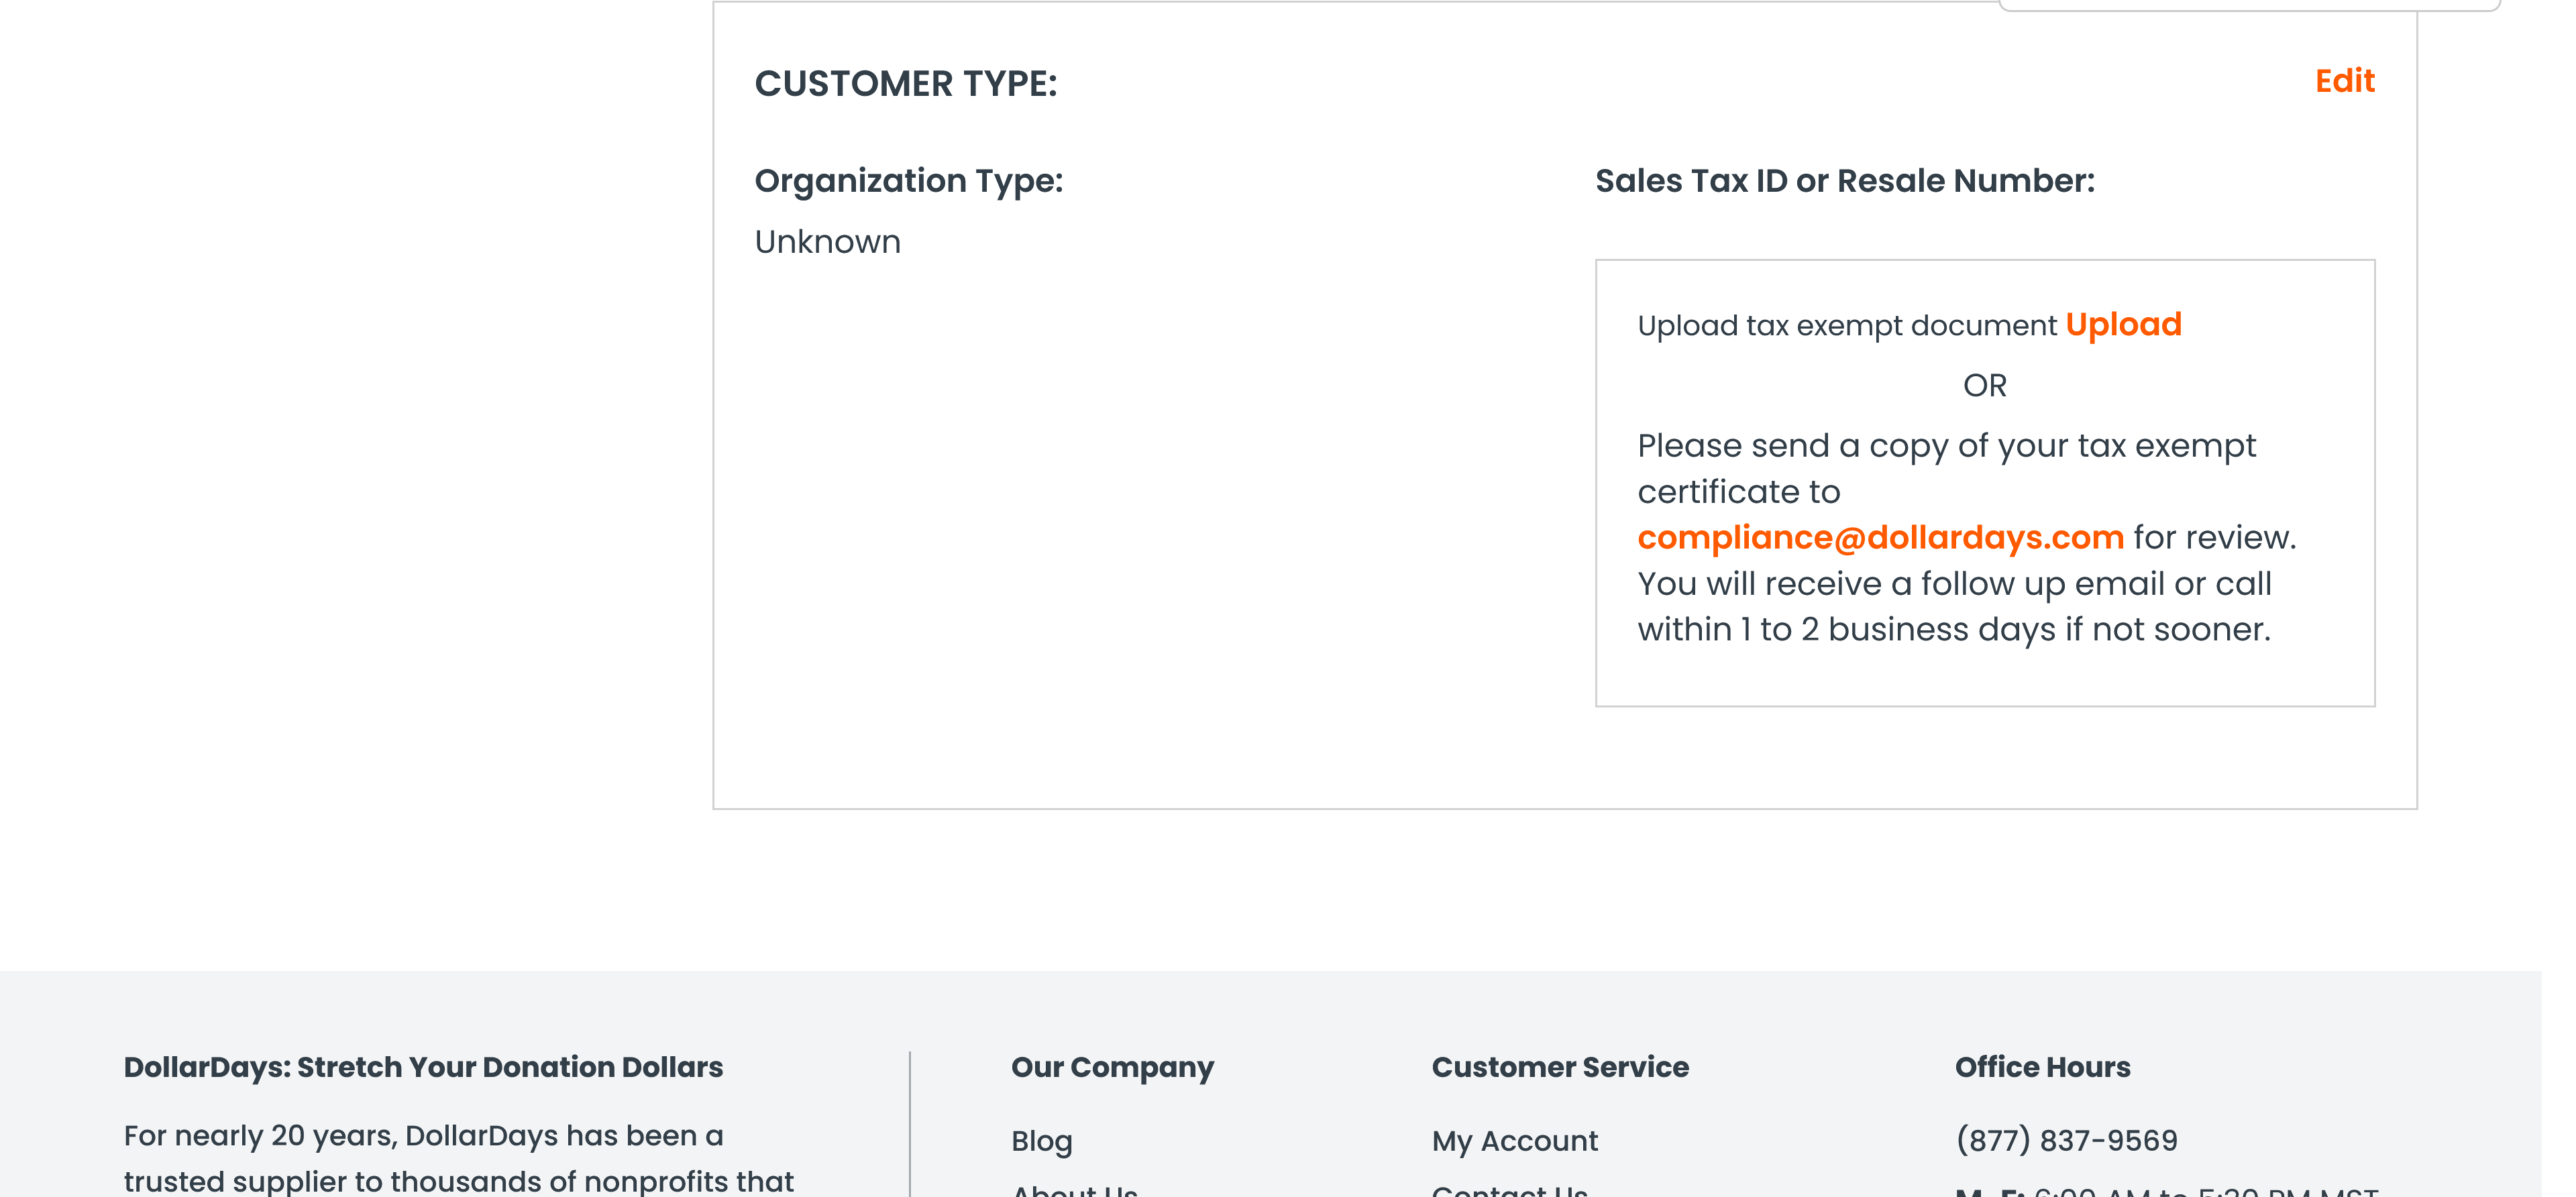 CUSTOMER TYPE:
Edit
Organization Type:
Unknown
Sales Tax ID or Resale Number:
Upload tax exempt document Upload
OR
Please send a copy of your tax exempt
certificate to
compliance@dollardays.com for review.
You will receive a follow up email or call
within 1 to 2 business days if not sooner.
DollarDays: Stretch Your Donation Dollars
For nearly 20 years, DollarDays has been a
trusted supplier to thousands of nonprofits that
Our Company
Blog
About Us
Customer Service
My Account
Contact Us
Office Hours
(877) 837-9569
M-F: 6:00 AM to 5:30 PM MST